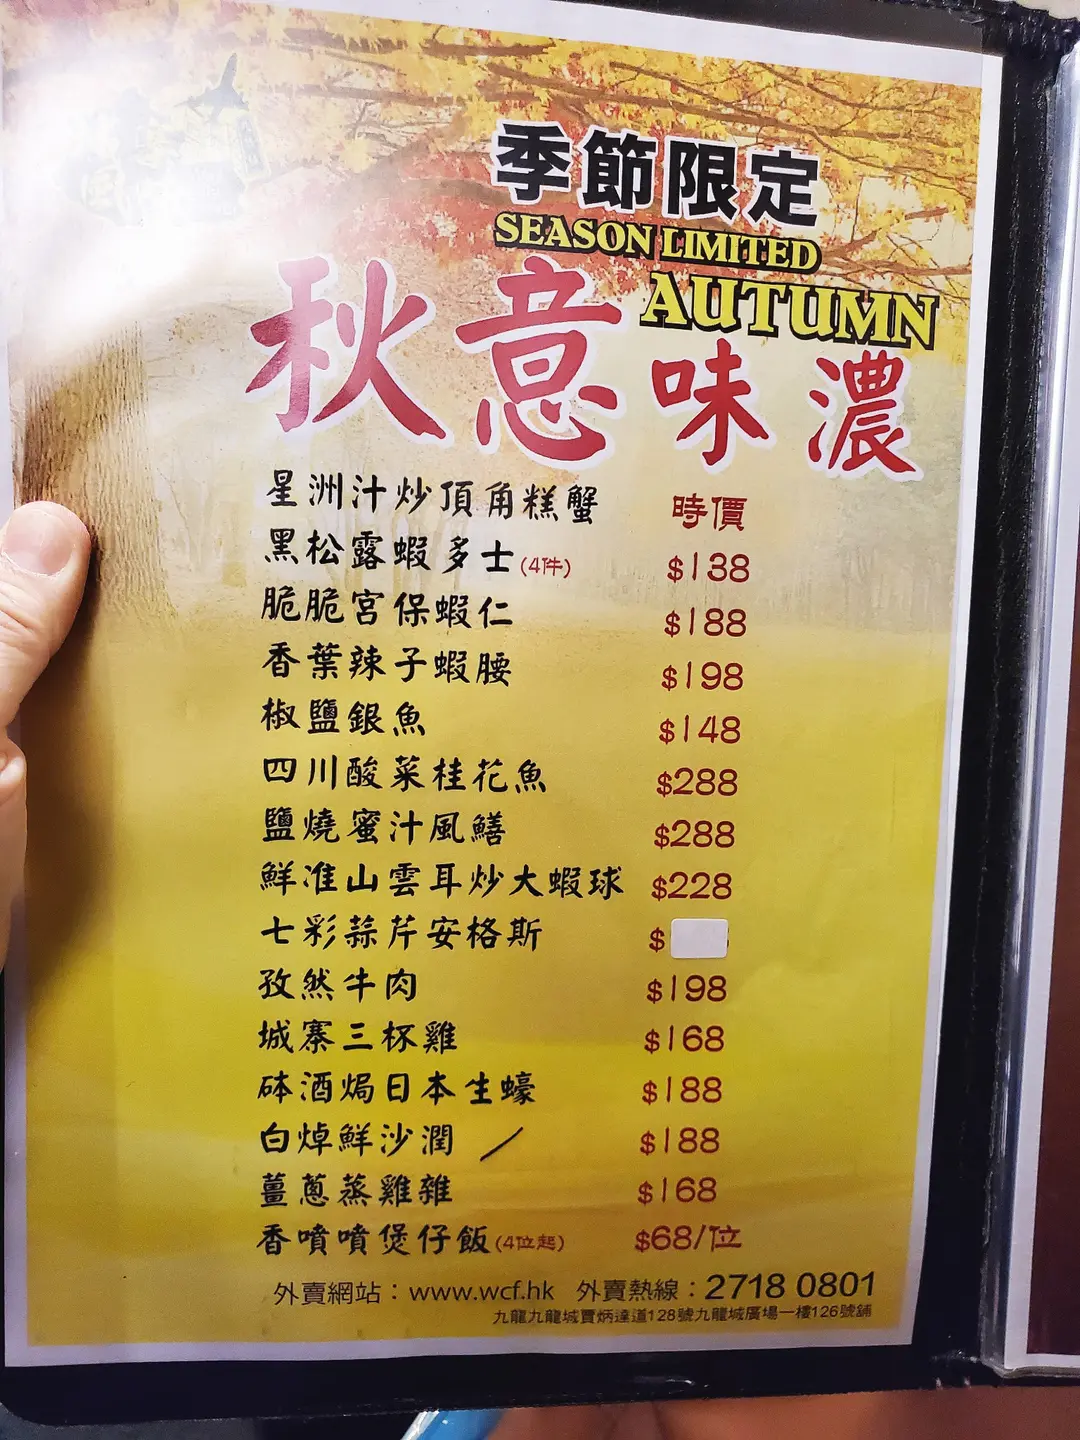 季節限定
SEASON LIMITED
AUTUMN
秋意味濃
星洲汁炒頂角糕蟹 時價
黑松露蝦多士(4件) $138
脆脆宮保蝦仁 $188
香葉辣子蝦腰 $198
椒鹽銀魚 $148
四川酸菜桂花魚 $288
鹽燒蜜汁風鱔 $288
鮮淮山雲耳炒大蝦球 $228
七彩蒜芹安格斯 $
孜然牛肉 $198
城寨三杯雞 $168
砵酒焗日本生蠔 $188
白焯鮮沙潤 $188
薑蔥蒸雞雜 $168
香噴噴煲仔飯(4位起) $68/位
外賣網站：www.wcf.hk 外賣熱線：2718 0801
九龍九龍城賈炳達道128號九龍城廣場一樓126號舖